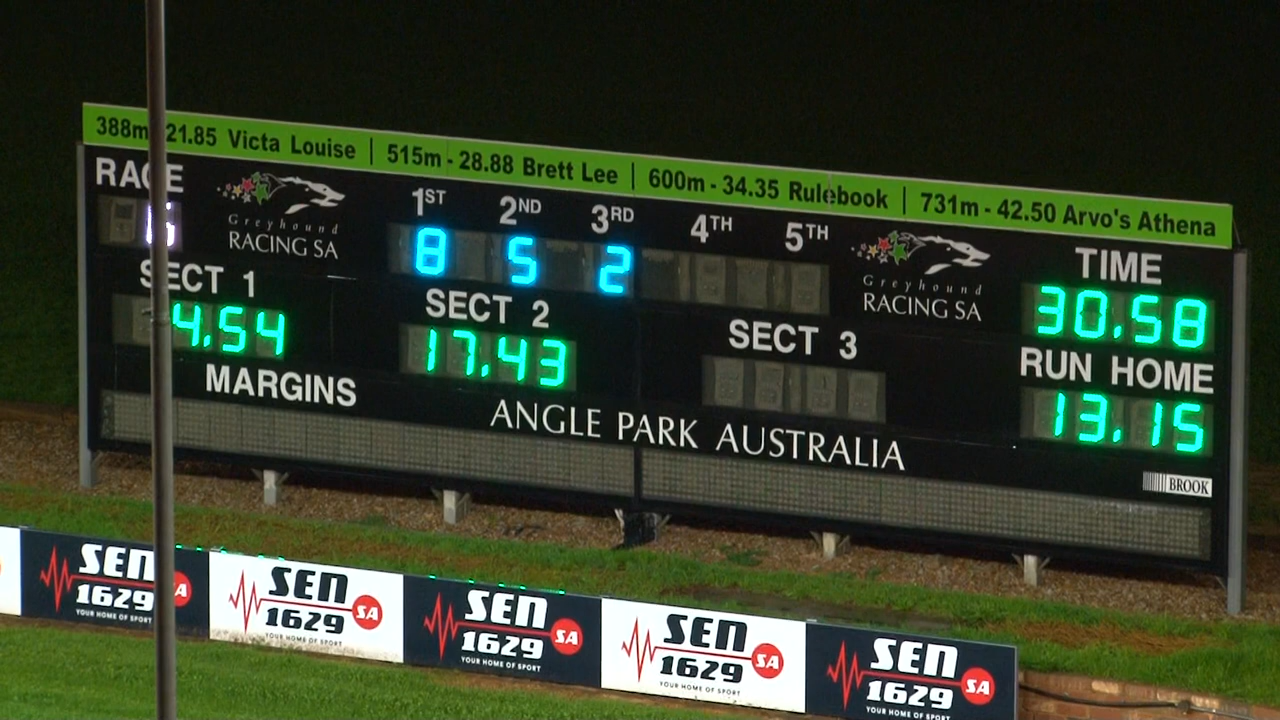 388m 21.85 Victa Louise | 515m - 28.88 Brett Lee | 600m - 34.35 Rulebook | 731m - 42.50 Arvo's Athena
RACE
1ST 2ND 3RD 4TH 5TH
Greyhound
RACING SA
8 5 2
Greyhound
RACING SA
TIME
30.58
SECT 1
4.54
SECT 2
17.43
SECT 3
RUN HOME
13.15
MARGINS
ANGLE PARK AUSTRALIA
BROOK
SEN
1629 SA
YOUR HOME OF SPORT
SEN
1629 SA
YOUR HOME OF SPORT
SEN
1629 SA
YOUR HOME OF SPORT
SEN
1629 SA
YOUR HOME OF SPORT
SEN
1629 SA
YOUR HOME OF SPORT